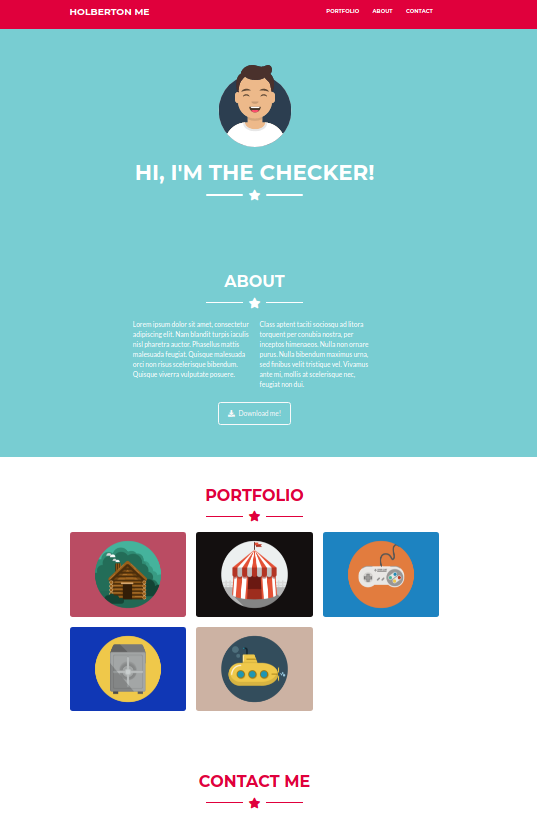 HOLBERTON ME
PORTFOLIO ABOUT CONTACT
HI, I'M THE CHECKER!
ABOUT
Lorem ipsum dolor sit amet, consectetur
adipiscing elit. Nam blandit turpis iaculis
nisl pharetra auctor. Phasellus mattis
malesuada feugiat. Quisque malesuada
orci non risus scelerisque bibendum.
Quisque viverra vulputate posuere.
Class aptent taciti sociosqu ad litora
torquent per conubia nostra, per
inceptos himenaeos. Nulla non ornare
purus. Nulla bibendum maximus urna,
sed finibus velit tristique vel. Vivamus
ante mi, mollis at scelerisque nec,
feugiat non dui.
Download me!
PORTFOLIO
CONTACT ME